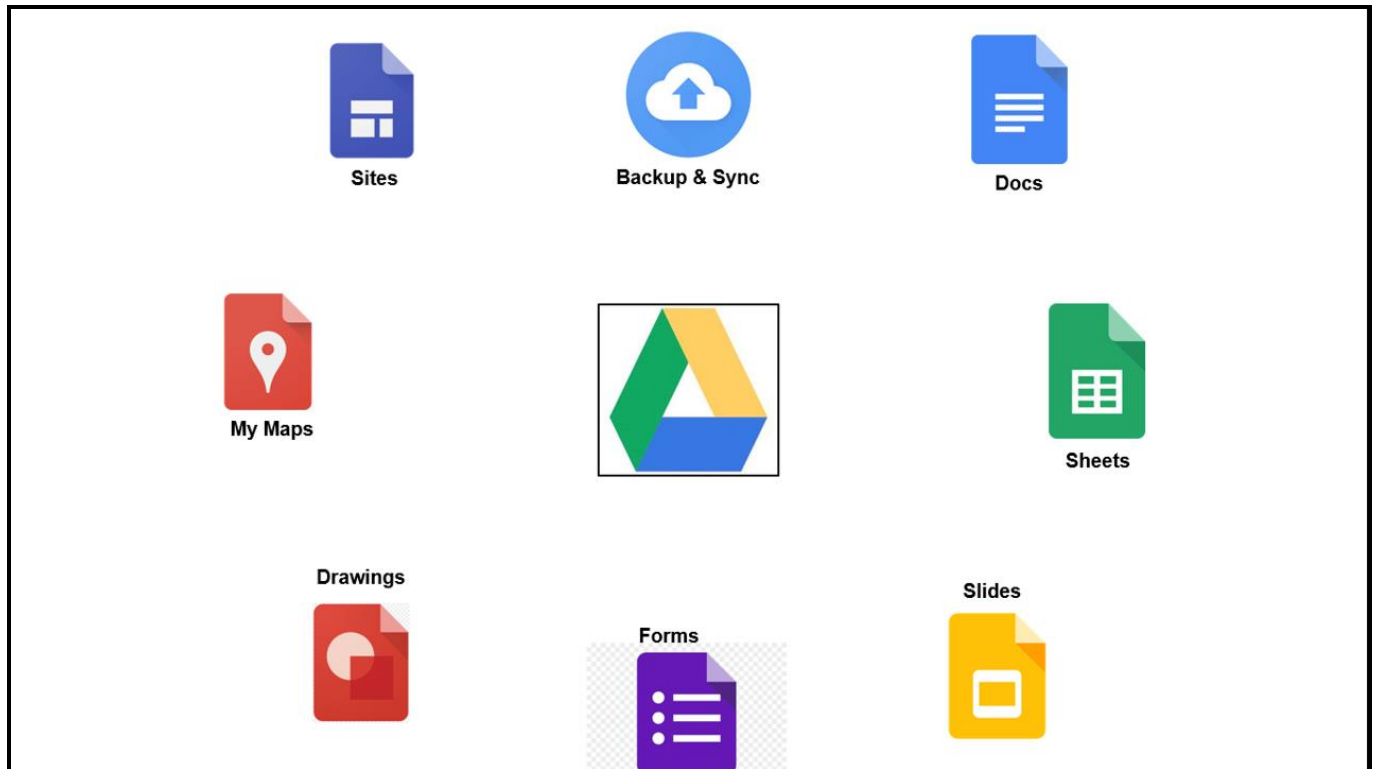 Sites
Backup & Sync
Docs
My Maps
Sheets
Drawings
Slides
Forms